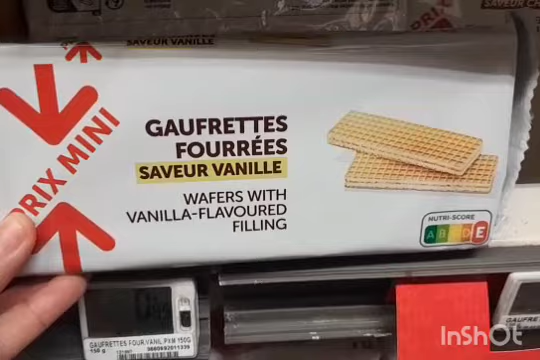 SAVEUR VANILLE
PRIX MINI
GAUFRETTES
FOURRÉES
SAVEUR VANILLE
WAFERS WITH
VANILLA-FLAVOURED
FILLING
NUTRI-SCORE
A B C D E
GAUFRETTES FOUR.VANIL PXM 150G
150 g
InShOt